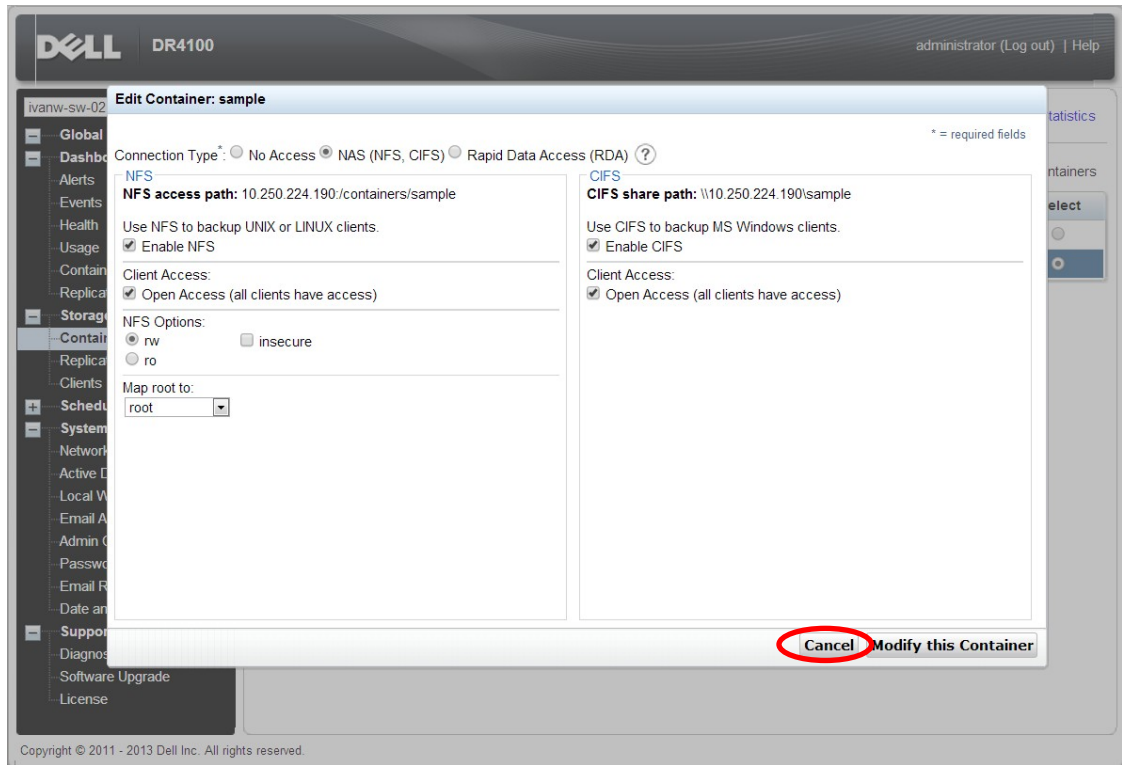 DELL DR4100 administrator (Log out) | Help
ivanw-sw-02
Edit Container: sample
tatistics
* = required fields
Global
Connection Type*: No Access NAS (NFS, CIFS) Rapid Data Access (RDA) ?
Dashbo
ntainers
Alerts
Events
Health
Usage
Contain
Replica
elect
NFS
NFS access path: 10.250.224.190:/containers/sample
Use NFS to backup UNIX or LINUX clients.
Enable NFS
Client Access:
Open Access (all clients have access)
NFS Options:
rw insecure
ro
Map root to:
root
CIFS
CIFS share path: \\10.250.224.190\sample
Use CIFS to backup MS Windows clients.
Enable CIFS
Client Access:
Open Access (all clients have access)
Storage
Contain
Replica
Clients
Schedu
System
Network
Active D
Local W
Email A
Admin C
Passwo
Email R
Date an
Suppor
Diagnos
Software Upgrade
License
Cancel Modify this Container
Copyright © 2011 - 2013 Dell Inc. All rights reserved.